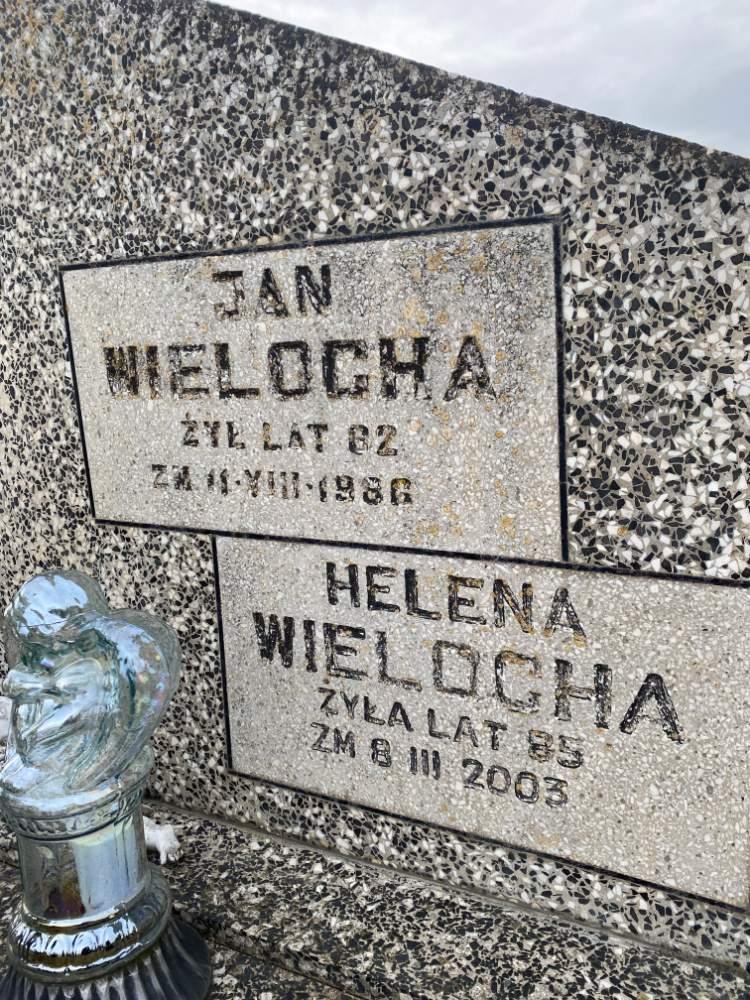 JAN
WIELOCHA
ŻYŁ LAT 82
ZM 11·VIII·1986
HELENA
WIELOCHA
ŻYŁA LAT 85
ZM 8 III 2003